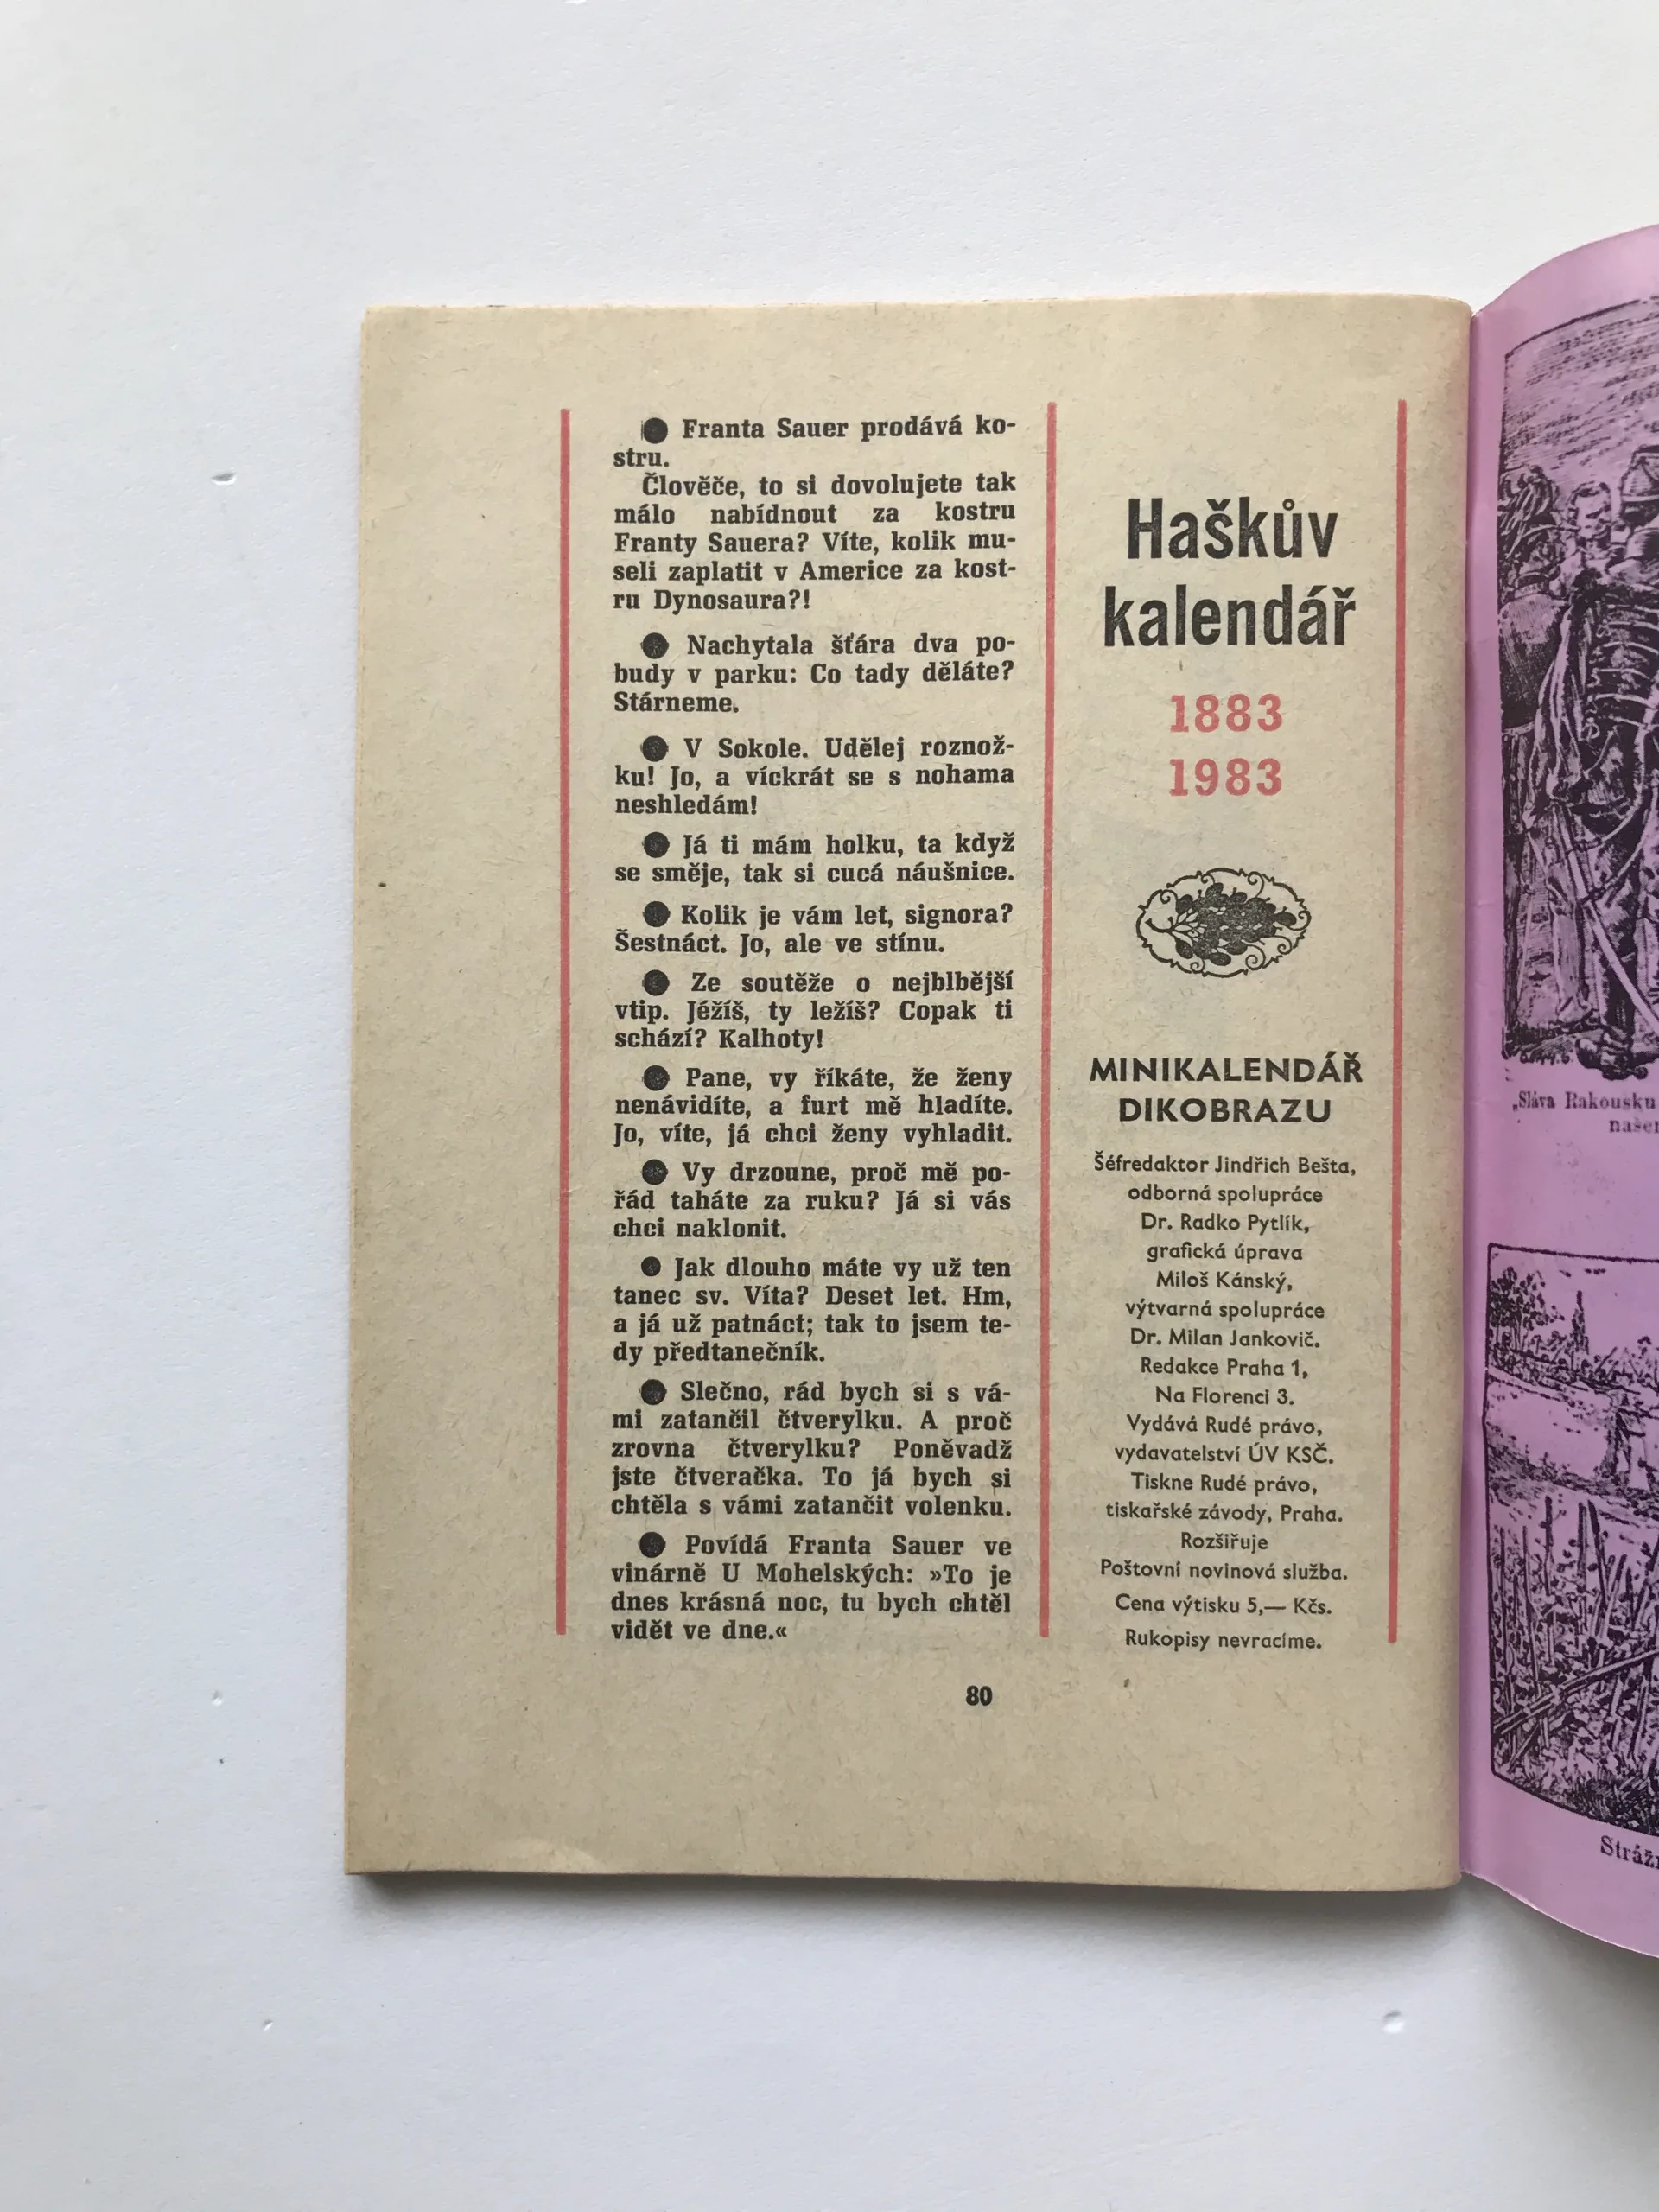 ● Franta Sauer prodává ko-
stru.
Člověče, to si dovolujete tak
málo nabídnout za kostru
Franty Sauera? Víte, kolik mu-
seli zaplatit v Americe za kost-
ru Dynosaura?!
● Nachytala šťára dva po-
budy v parku: Co tady děláte?
Stárneme.
● V Sokole. Udělej roznož-
ku! Jo, a víckrát se s nohama
neshledám!
● Já ti mám holku, ta když
se směje, tak si cucá náušnice.
● Kolik je vám let, signora?
Šestnáct. Jo, ale ve stínu.
● Ze soutěže o nejblbější
vtip. Jéžíš, ty ležíš? Copak ti
schází? Kalhoty!
● Pane, vy říkáte, že ženy
nenávidíte, a furt mě hladíte.
Jo, víte, já chci ženy vyhladit.
● Vy drzoune, proč mě po-
řád taháte za ruku? Já si vás
chci naklonit.
● Jak dlouho máte vy už ten
tanec sv. Víta? Deset let. Hm,
a já už patnáct; tak to jsem te-
dy předtanečník.
● Slečno, rád bych si s vá-
mi zatančil čtverylku. A proč
zrovna čtverylku? Poněvadž
jste čtveračka. To já bych si
chtěla s vámi zatančit volenku.
● Povídá Franta Sauer ve
vinárně U Mohelských: »To je
dnes krásná noc, tu bych chtěl
vidět ve dne.«
80
Haškův
kalendář
1883
1983
MINIKALENDÁŘ
DIKOBRAZU
Šéfredaktor Jindřich Bešta,
odborná spolupráce
Dr. Radko Pytlík,
grafická úprava
Miloš Kánský,
výtvarná spolupráce
Dr. Milan Jankovič.
Redakce Praha 1,
Na Florenci 3.
Vydává Rudé právo,
vydavatelství ÚV KSČ.
Tiskne Rudé právo,
tiskařské závody, Praha.
Rozšiřuje
Poštovní novinová služba.
Cena výtisku 5,— Kčs.
Rukopisy nevracíme.
„Sláva Rakousku